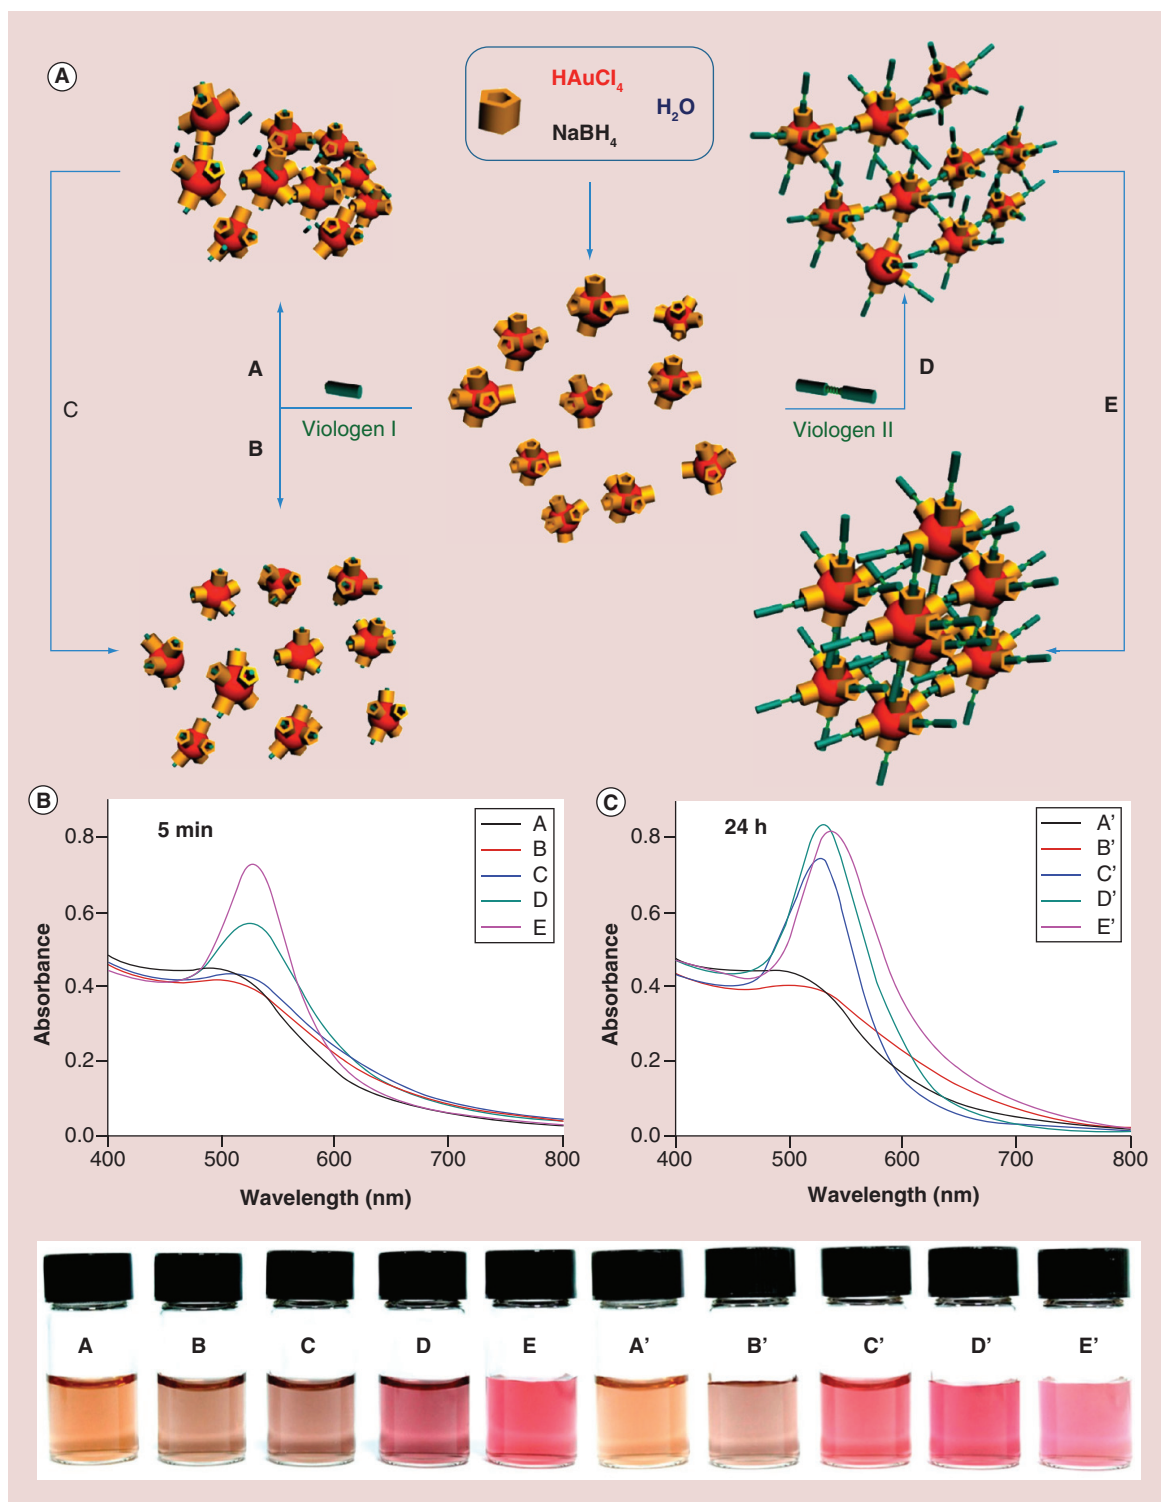 A
HAuCl4
H2O
NaBH4
A
C
B
Viologen I
Viologen II
D
E
B
5 min
A
B
C
D
E
0.8
0.6
0.4
0.2
0.0
400 500 600 700 800
Absorbance
Wavelength (nm)
C
24 h
A’
B’
C’
D’
E’
0.8
0.6
0.4
0.2
0.0
400 500 600 700 800
Absorbance
Wavelength (nm)
A B C D E A’ B’ C’ D’ E’